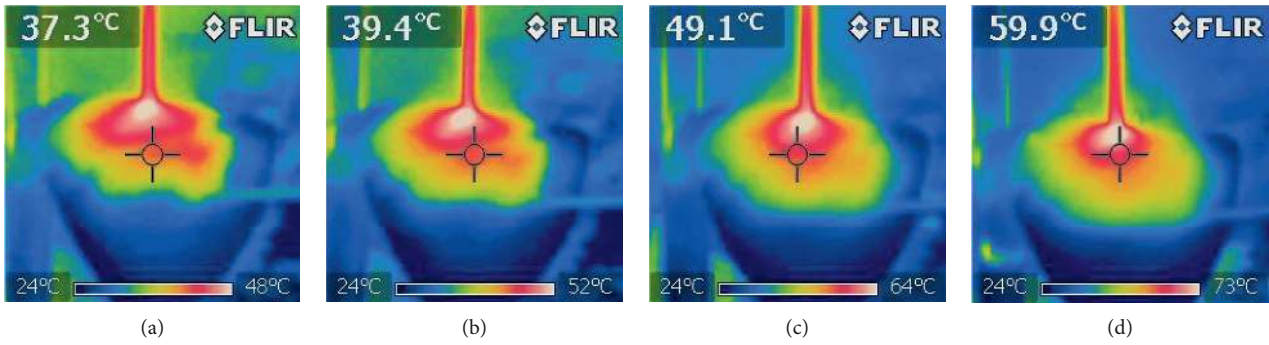 37.3°C FLIR
24°C 48°C
(a)
39.4°C FLIR
24°C 52°C
(b)
49.1°C FLIR
24°C 64°C
(c)
59.9°C FLIR
24°C 73°C
(d)